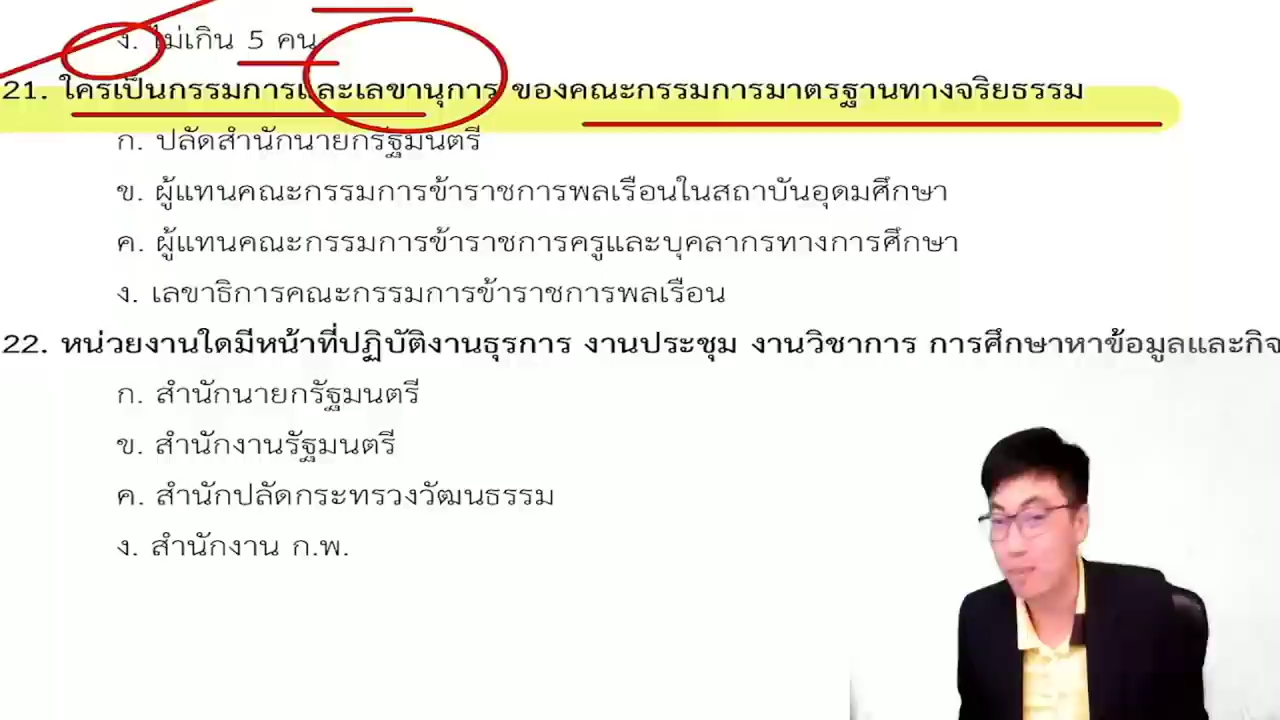 ง. ไม่เกิน 5 คน
21. ใครเป็นกรรมการและเลขานุการ ของคณะกรรมการมาตรฐานทางจริยธรรม
ก. ปลัดสำนักนายกรัฐมนตรี
ข. ผู้แทนคณะกรรมการข้าราชการพลเรือนในสถาบันอุดมศึกษา
ค. ผู้แทนคณะกรรมการข้าราชการครูและบุคลากรทางการศึกษา
ง. เลขาธิการคณะกรรมการข้าราชการพลเรือน
22. หน่วยงานใดมีหน้าที่ปฏิบัติงานธุรการ งานประชุม งานวิชาการ การศึกษาหาข้อมูลและกิจ
ก. สำนักนายกรัฐมนตรี
ข. สำนักงานรัฐมนตรี
ค. สำนักปลัดกระทรวงวัฒนธรรม
ง. สำนักงาน ก.พ.